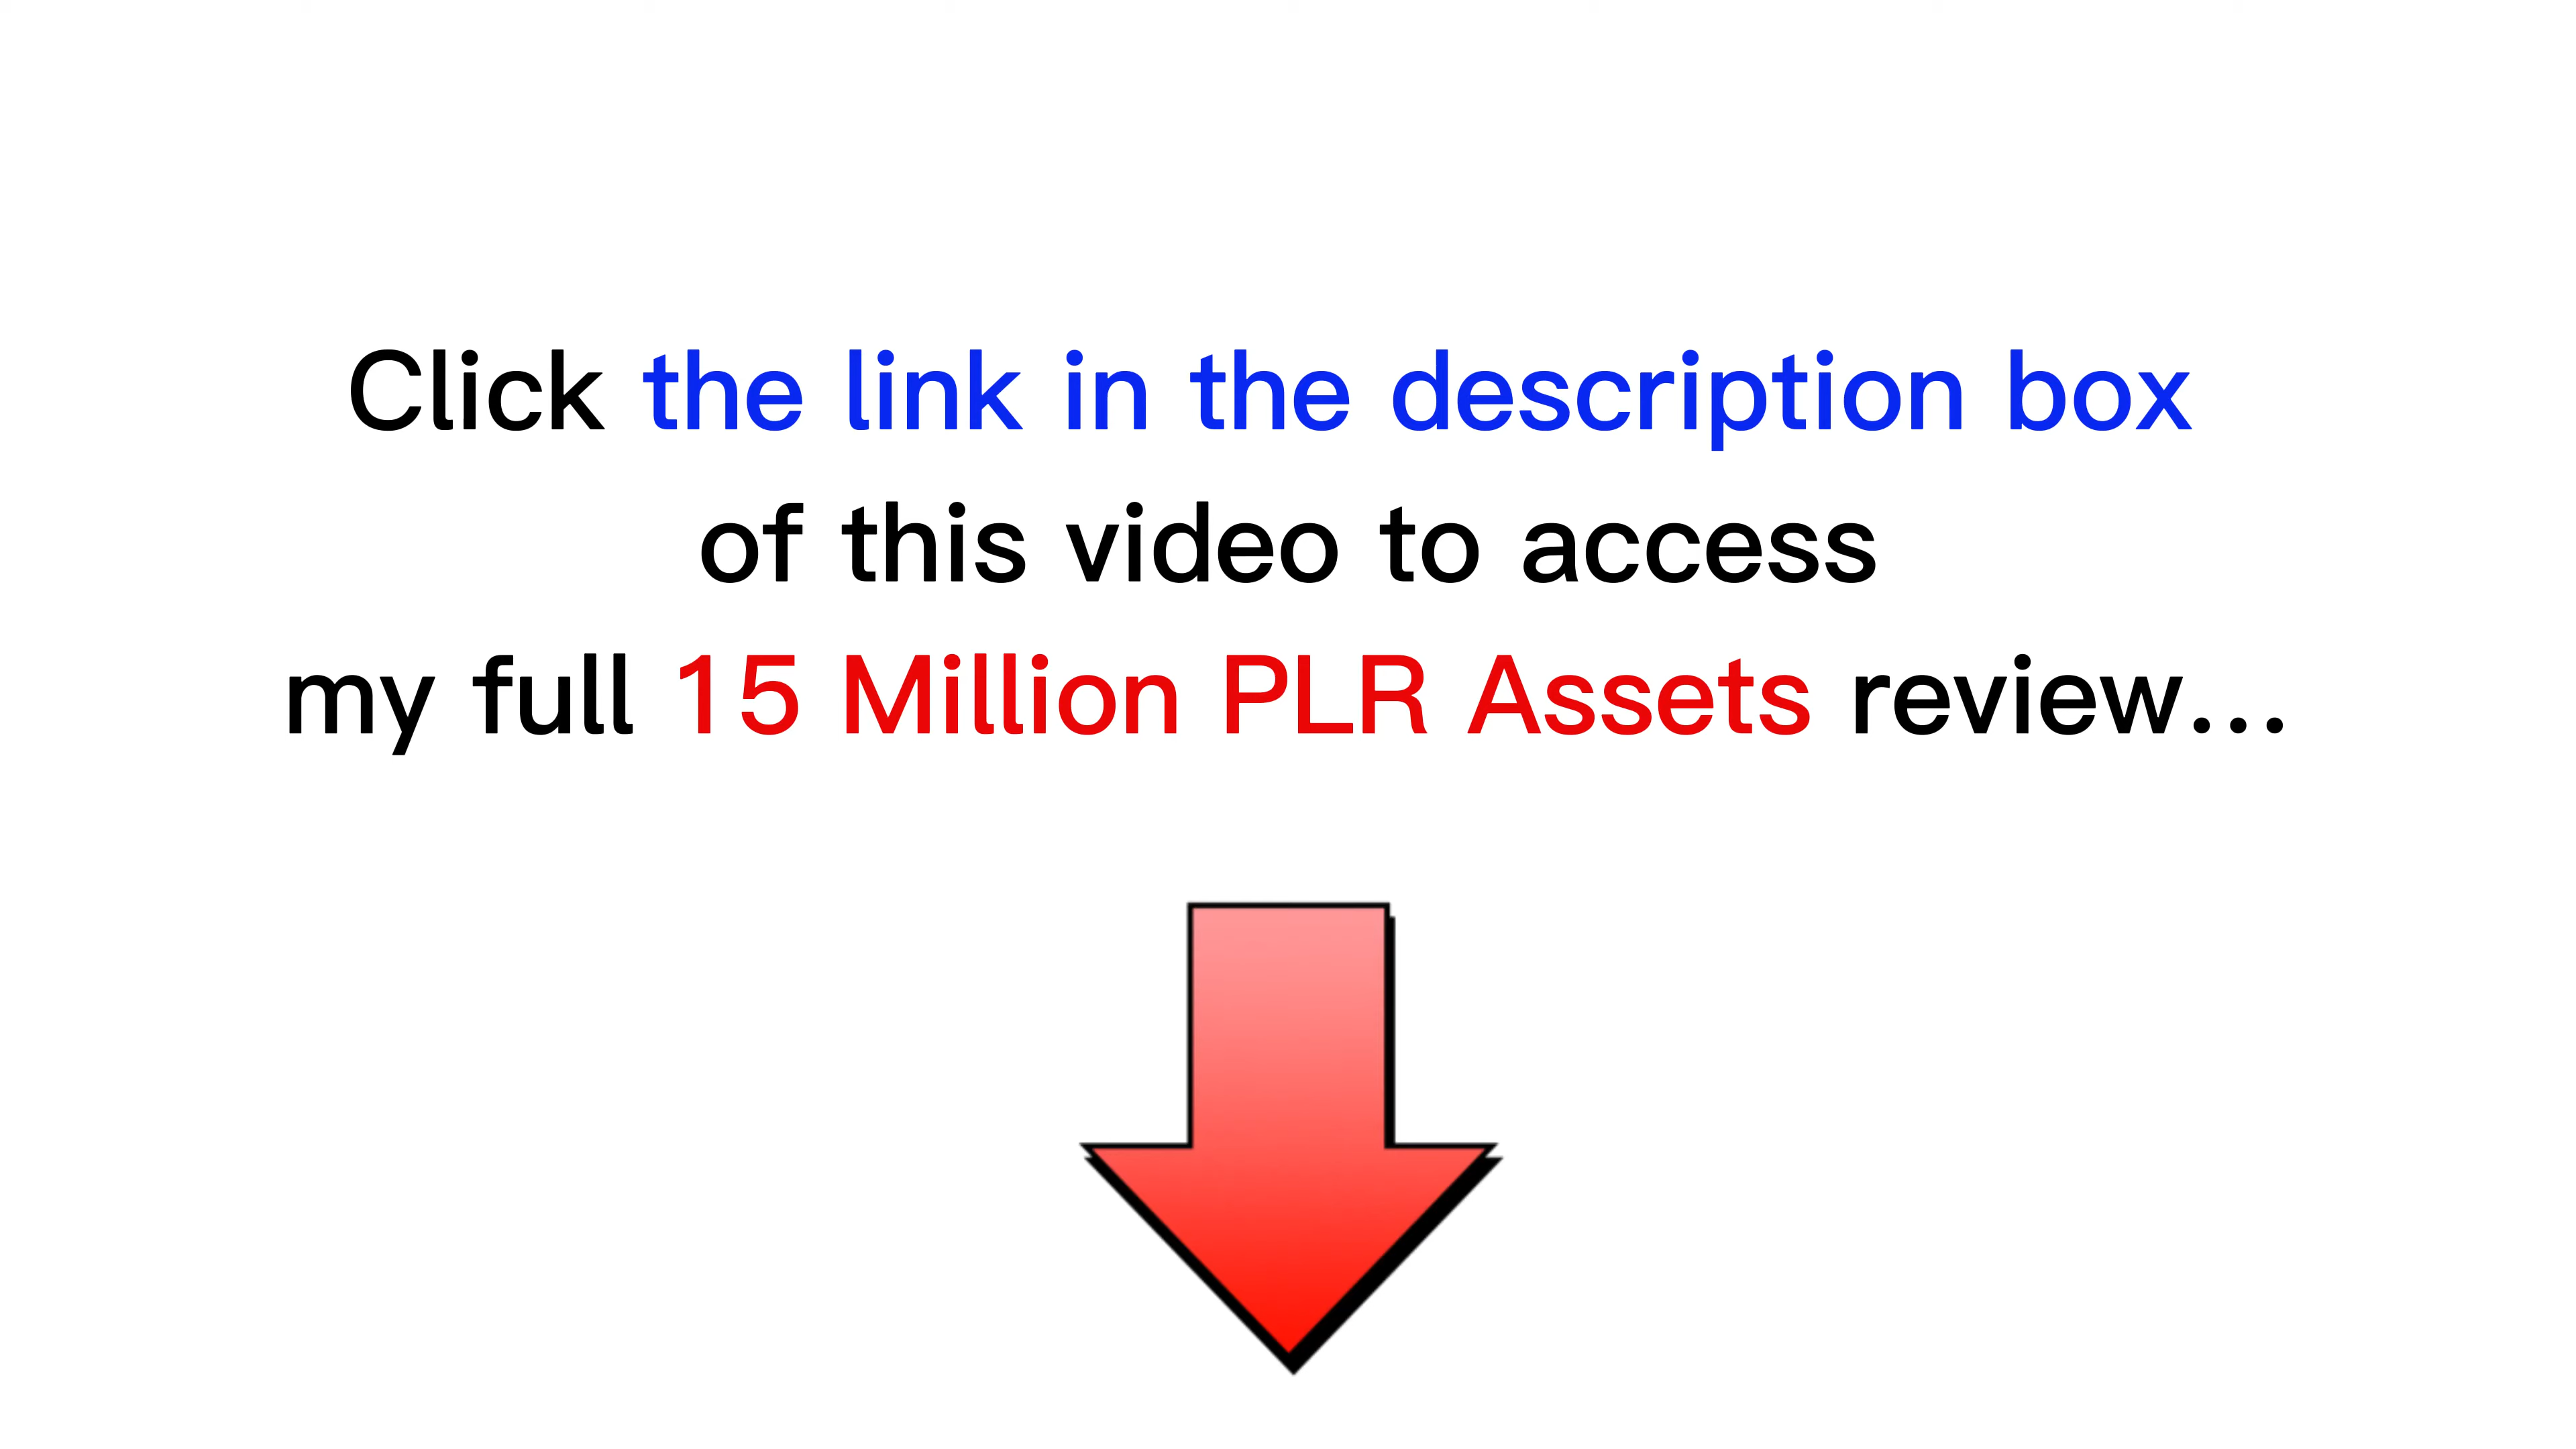 Click the link in the description box
of this video to access
my full 15 Million PLR Assets review...